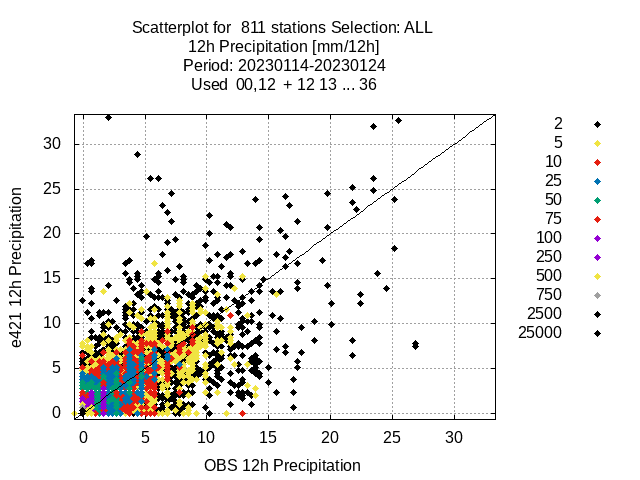 Scatterplot for  811 stations Selection: ALL
12h Precipitation [mm/12h]
Period: 20230114-20230124
Used  00,12  + 12 13 ... 36
e421 12h Precipitation
30
25
20
15
10
5
0
0 5 10 15 20 25 30
OBS 12h Precipitation
2
5
10
25
50
75
100
250
500
750
2500
25000